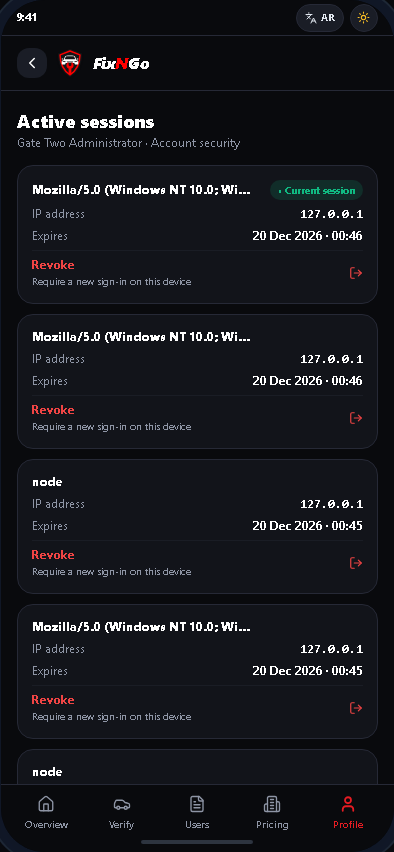 9:41
AR
FixNGo
Active sessions
Gate Two Administrator · Account security
Mozilla/5.0 (Windows NT 10.0; Wi...
• Current session
IP address
127.0.0.1
Expires
20 Dec 2026 · 00:46
Revoke
Require a new sign-in on this device
Mozilla/5.0 (Windows NT 10.0; Wi...
IP address
127.0.0.1
Expires
20 Dec 2026 · 00:46
Revoke
Require a new sign-in on this device
node
IP address
127.0.0.1
Expires
20 Dec 2026 · 00:45
Revoke
Require a new sign-in on this device
Mozilla/5.0 (Windows NT 10.0; Wi...
IP address
127.0.0.1
Expires
20 Dec 2026 · 00:45
Revoke
Require a new sign-in on this device
node
Overview
Verify
Users
Pricing
Profile